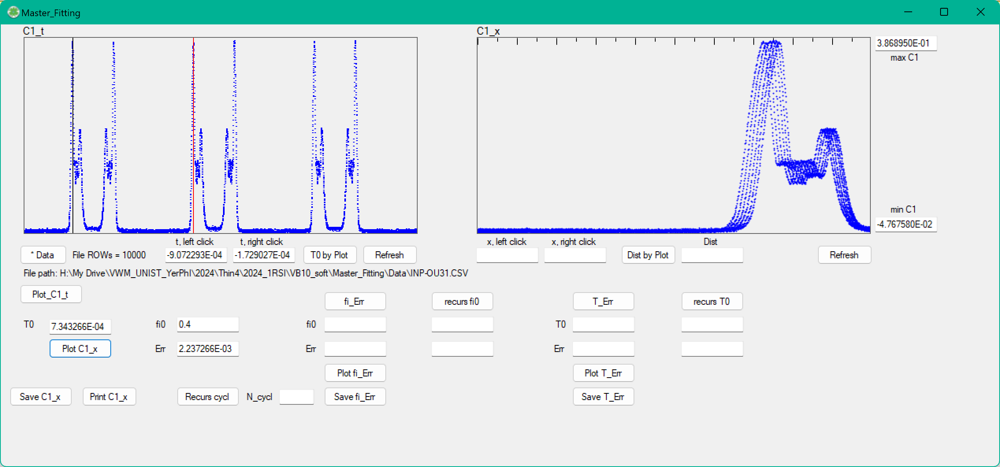 Master_Fitting
C1_t
C1_x
3.868950E-01
max C1
min C1
-4.767580E-02
t, left click
t, right click
x, left click
x, right click
Dist
* Data
File ROWs = 10000
-9.072293E-04
-1.729027E-04
T0 by Plot
Refresh
Dist by Plot
Refresh
File path: H:\My Drive\VWM_UNIST_YerPhI\2024\Thin4\2024_1RSI\VB10_soft\Master_Fitting\Data\INP-OU31.CSV
Plot_C1_t
fi_Err
recurs fi0
T_Err
recurs T0
T0
7.343266E-04
fi0
0.4
fi0
T0
Plot C1_x
Err
2.237266E-03
Err
Err
Plot fi_Err
Plot T_Err
Save C1_x
Print C1_x
Recurs cycl
N_cycl
Save fi_Err
Save T_Err